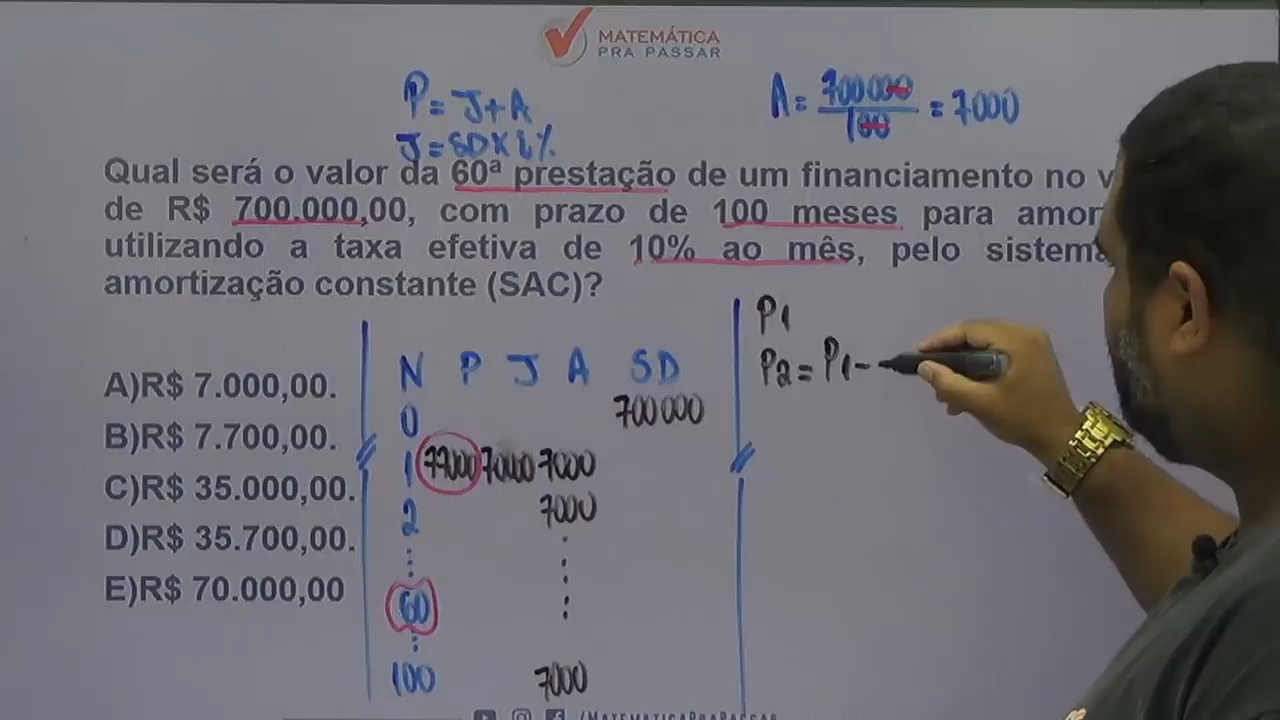 MATEMÁTICA
PRA PASSAR
P = J + A
J = SD x i%
A = 700000 / 100 = 7000
Qual será o valor da 60ª prestação de um financiamento no v
de R$ 700.000,00, com prazo de 100 meses para amor
utilizando a taxa efetiva de 10% ao mês, pelo sistema
amortização constante (SAC)?
A)R$ 7.000,00.
B)R$ 7.700,00.
C)R$ 35.000,00.
D)R$ 35.700,00.
E)R$ 70.000,00
N P J A SD
0 700000
1 77000 7000 7000
2 7000
60
100 7000
P1
P2 = P1 -
/MATEMATICAPRAPASSAR